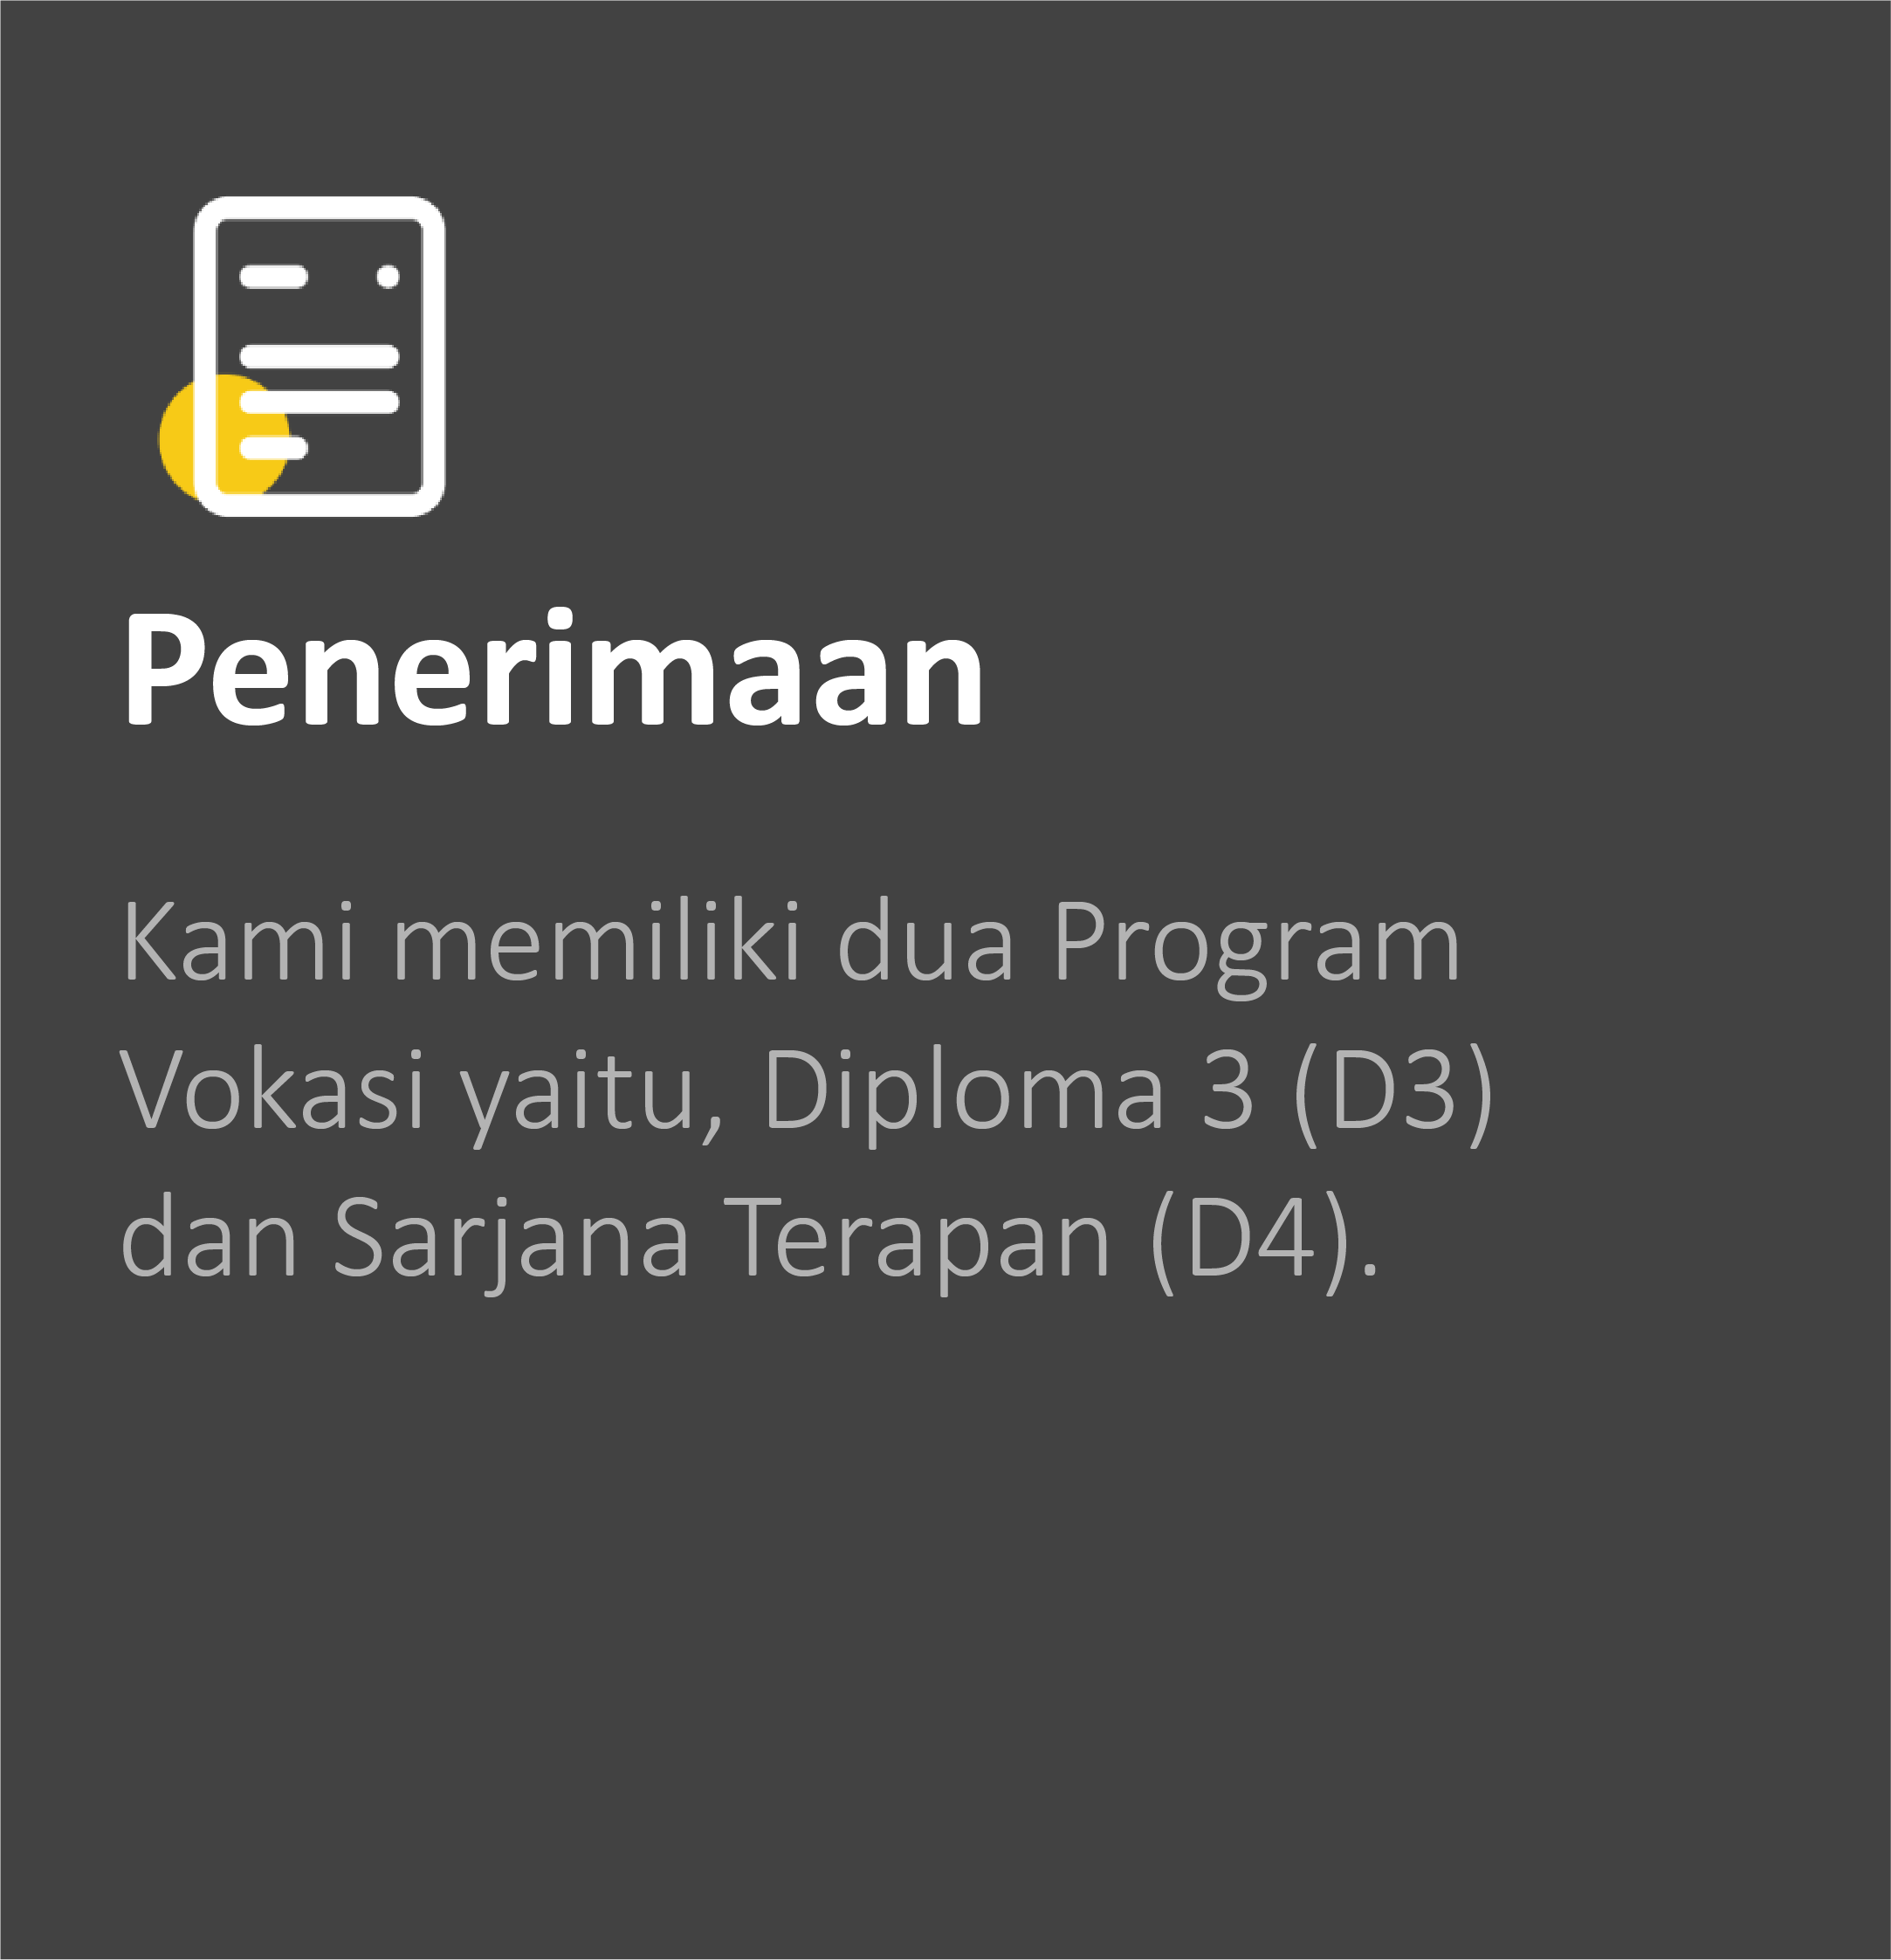 Penerimaan
Kami memiliki dua Program
Vokasi yaitu, Diploma 3 (D3)
dan Sarjana Terapan (D4).